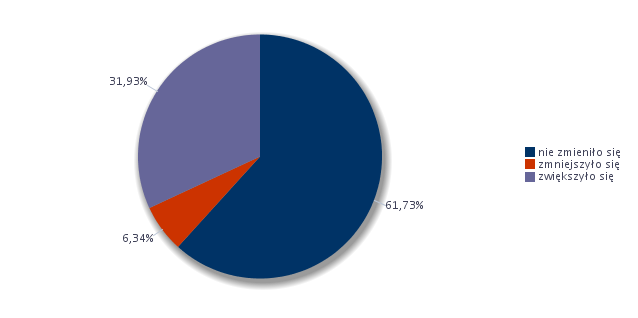 31,93%
nie zmieniło się
zmniejszyło się
zwiększyło się
61,73%
6,34%